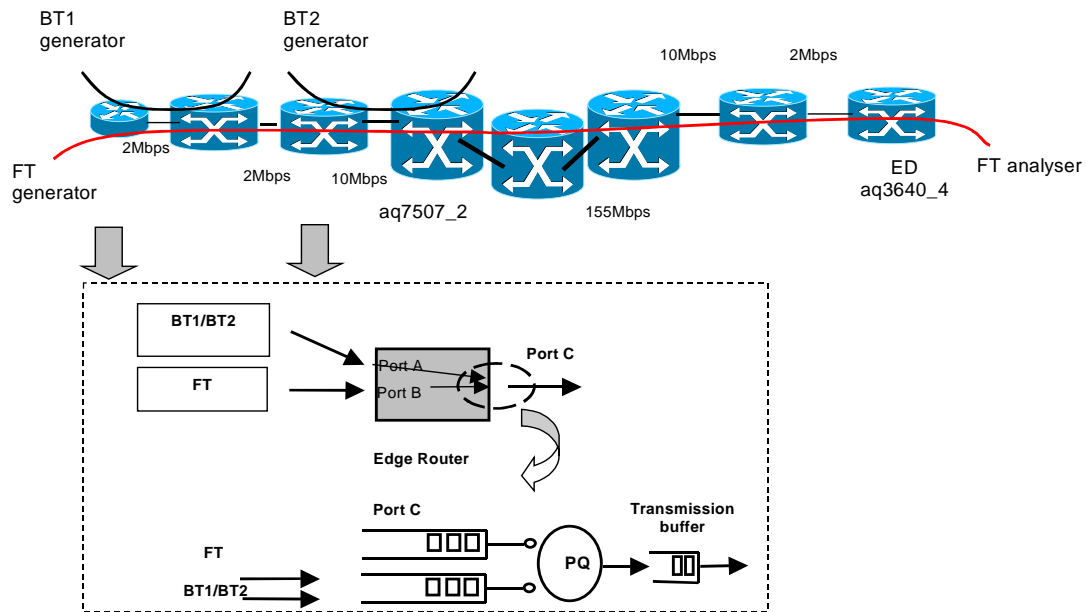 BT1
generator
BT2
generator
10Mbps
2Mbps
2Mbps
2Mbps
10Mbps
FT
generator
aq7507_2
155Mbps
ED
aq3640_4
FT analyser
BT1/BT2
FT
Port A
Port B
Port C
Edge Router
Port C
Transmission
buffer
FT
BT1/BT2
PQ